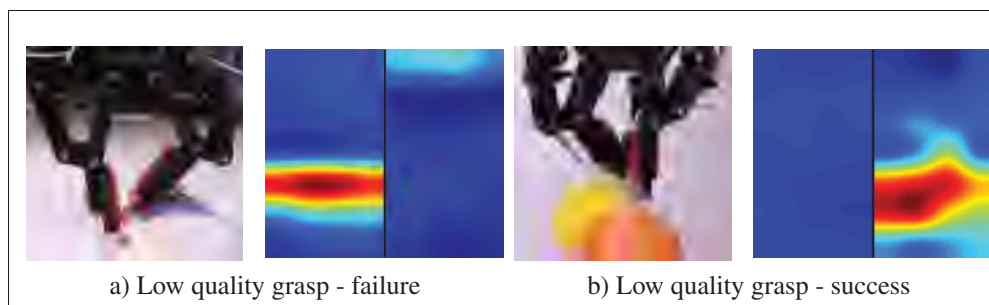 a) Low quality grasp - failure
b) Low quality grasp - success